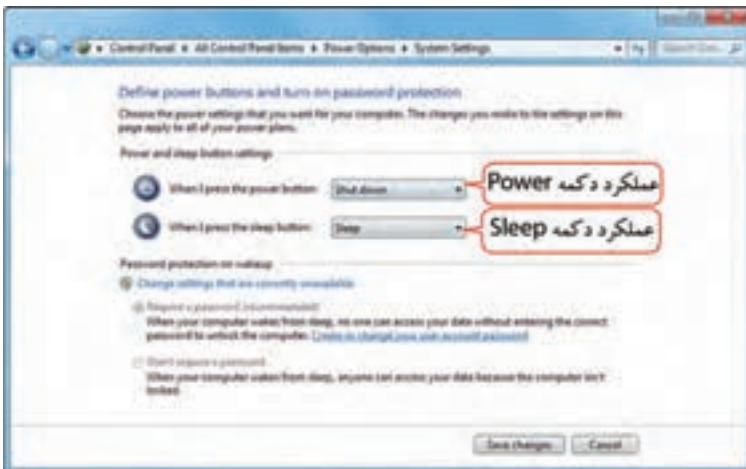 Control Panel ▸ All Control Panel Items ▸ Power Options ▸ System Settings
Define power buttons and turn on password protection
Choose the power settings that you want for your computer. The changes you make to the settings on this
page apply to all of your power plans.
Power and sleep button settings
When I press the power button: Shut down
عملکرد دکمه Power
When I press the sleep button: Sleep
عملکرد دکمه Sleep
Password protection on wakeup
Change settings that are currently unavailable
Require a password (recommended)
When your computer wakes from sleep, no one can access your data without entering the correct
password to unlock the computer. Create or change your user account password
Don't require a password
When your computer wakes from sleep, anyone can access your data because the computer isn't
locked.
Save changes Cancel